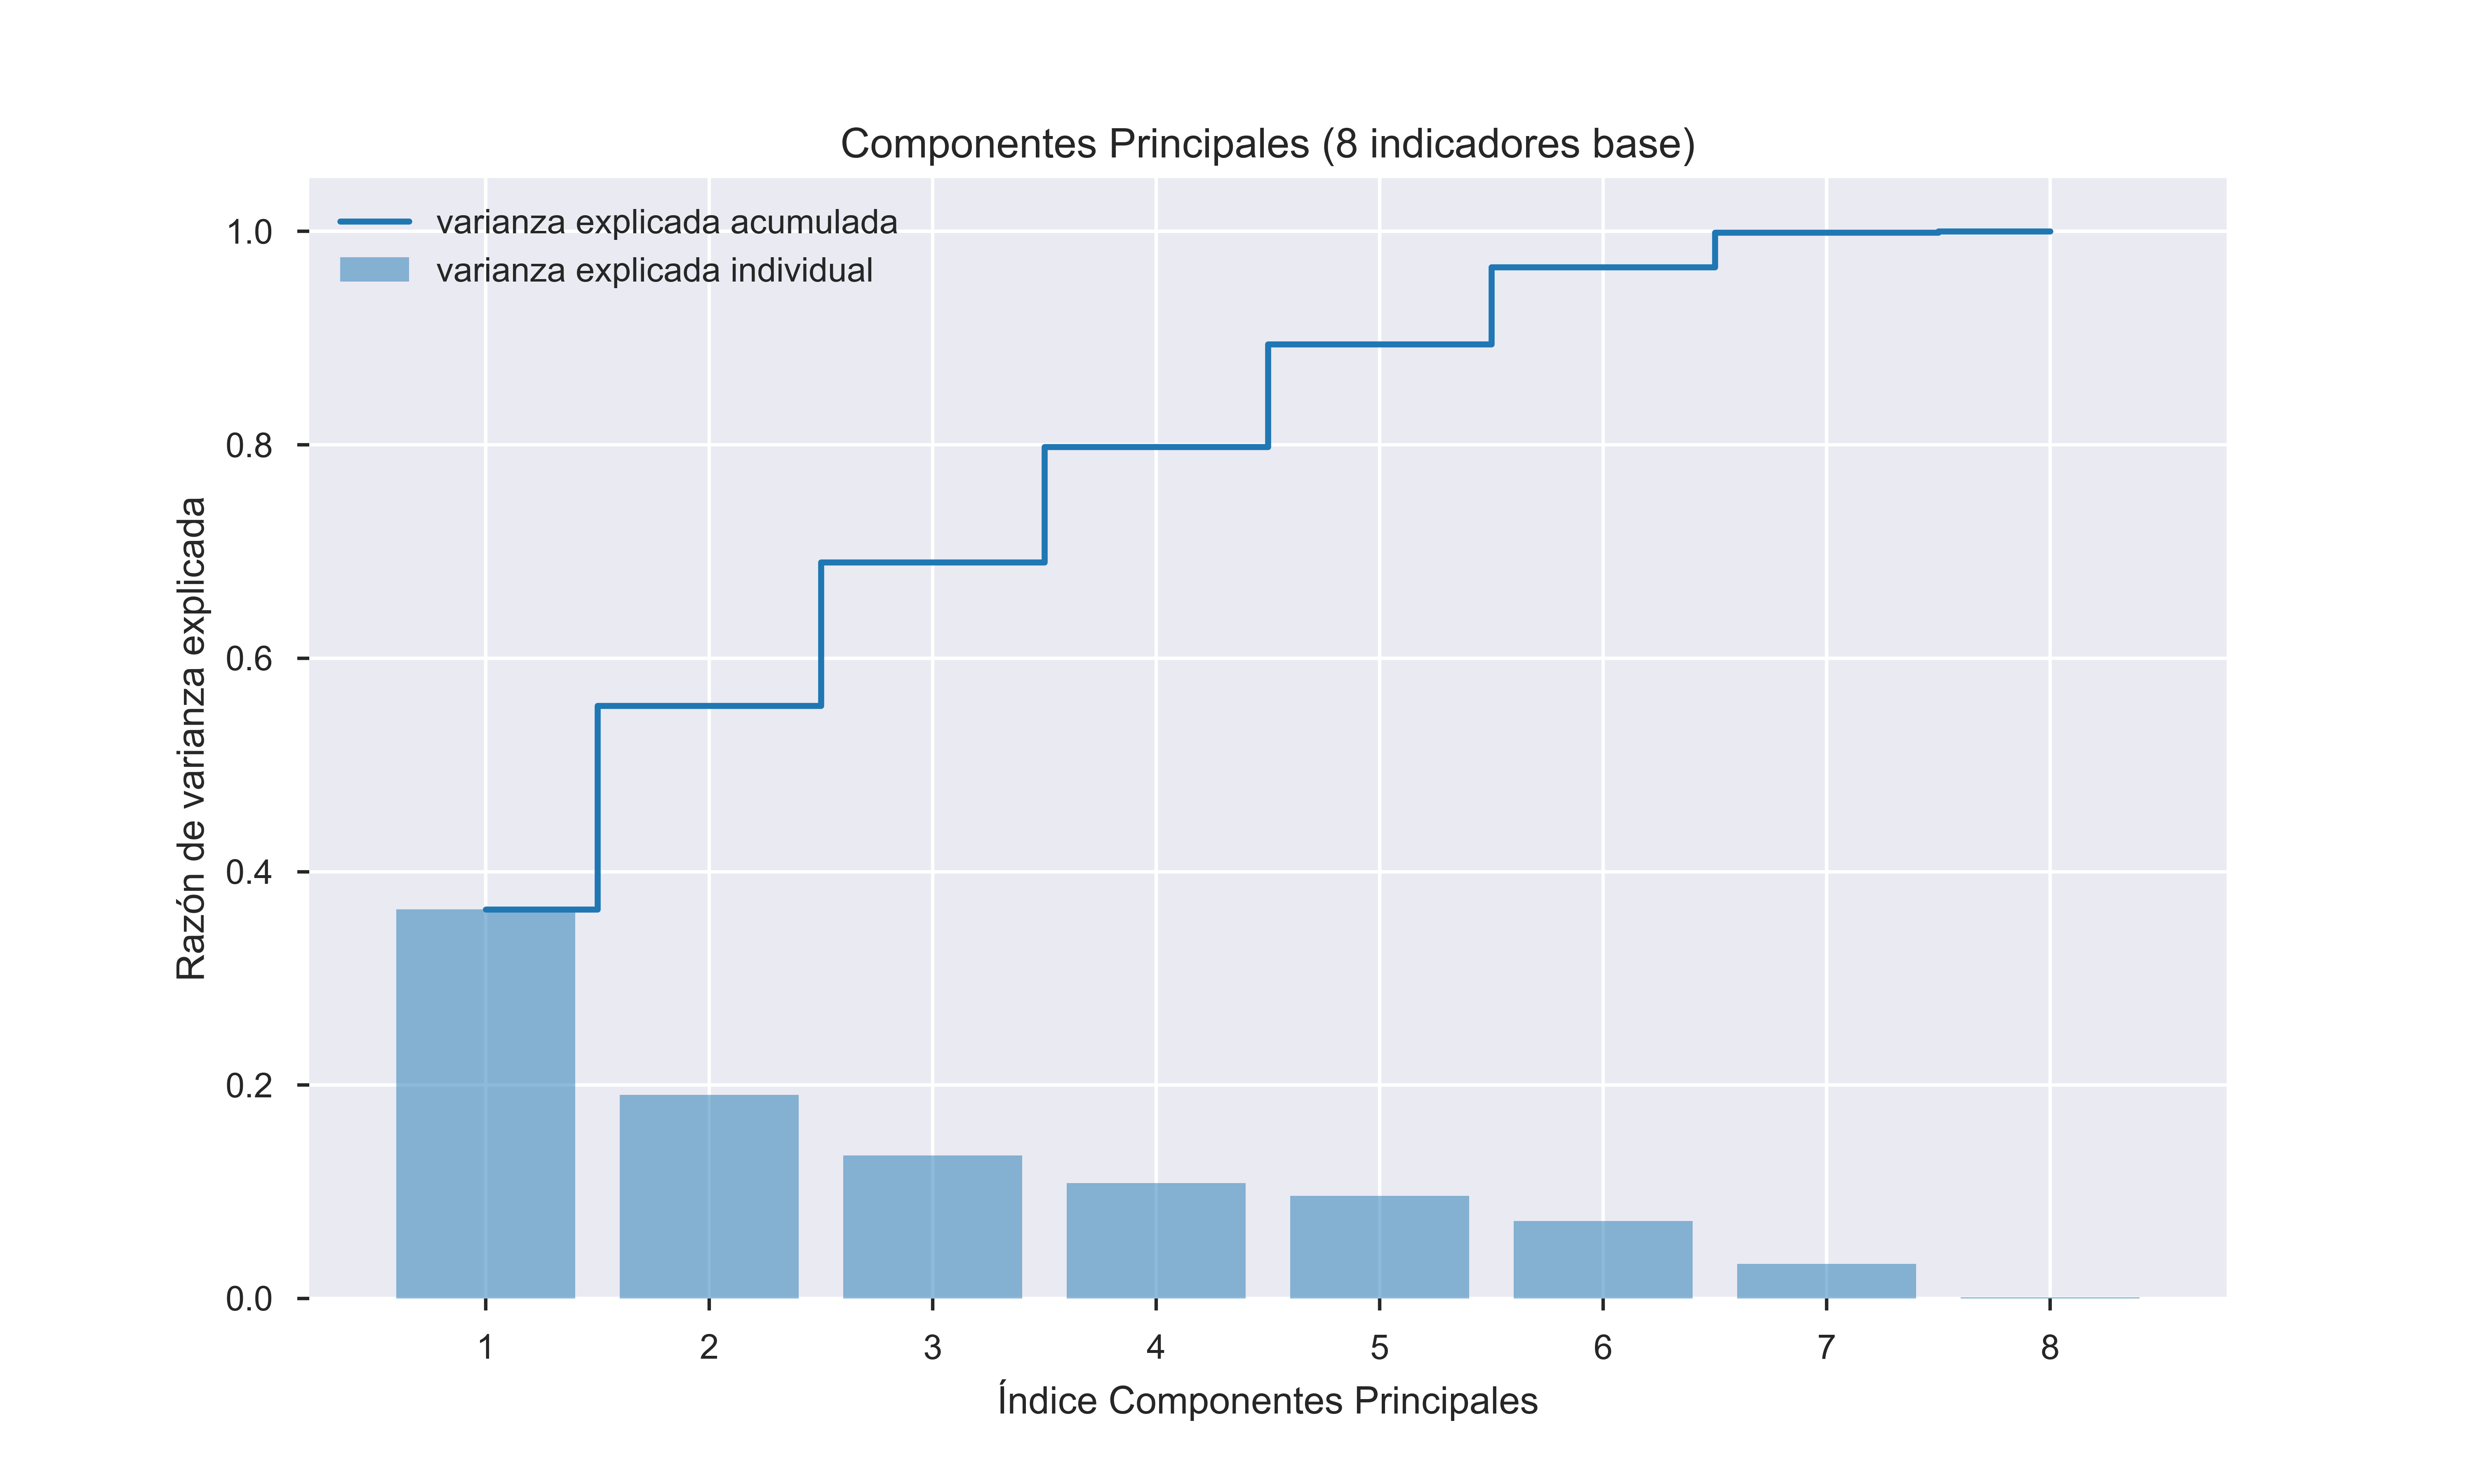 Componentes Principales (8 indicadores base)
varianza explicada acumulada
varianza explicada individual
1.0
0.8
0.6
0.4
0.2
0.0
Razón de varianza explicada
1 2 3 4 5 6 7 8
Índice Componentes Principales